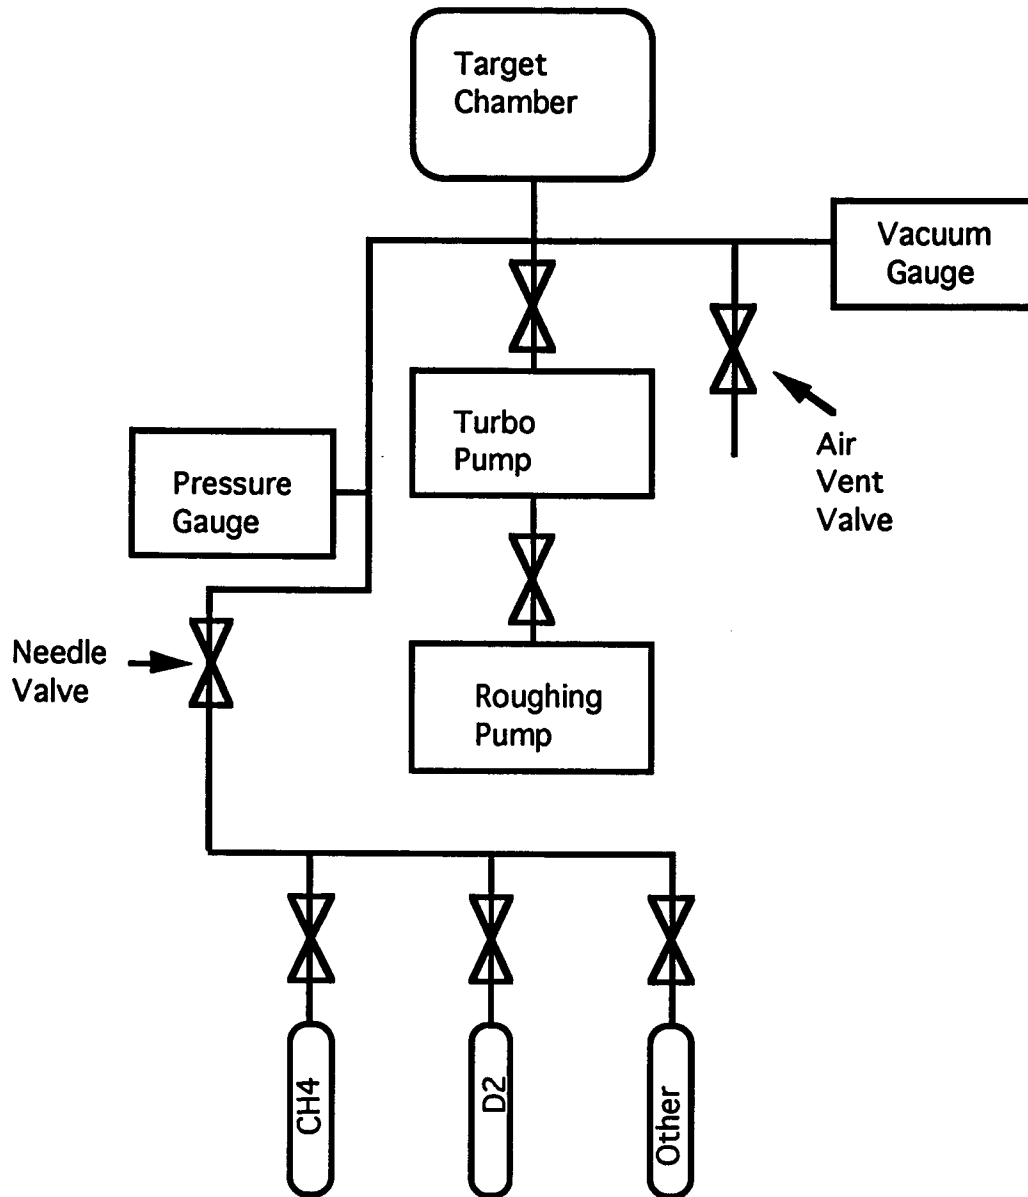 Target
Chamber
Vacuum
Gauge
Turbo
Pump
Air
Vent
Valve
Pressure
Gauge
Needle
Valve
Roughing
Pump
CH4
D2
Other